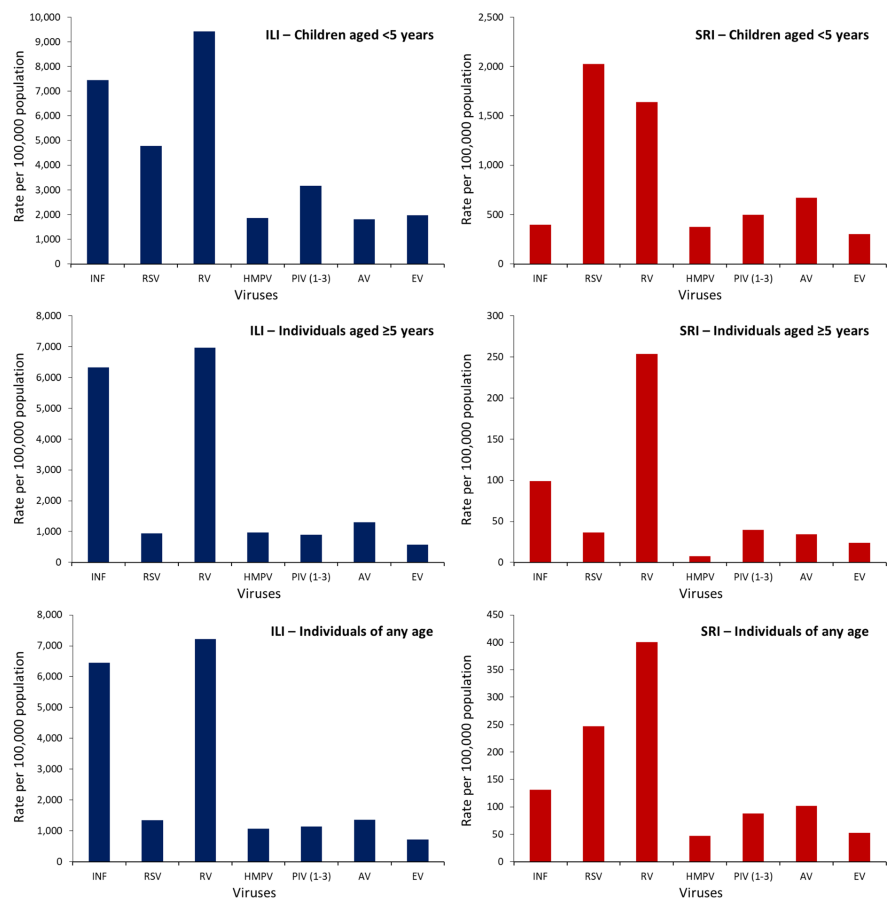 ILI – Children aged <5 years
Rate per 100,000 population
10,000
9,000
8,000
7,000
6,000
5,000
4,000
3,000
2,000
1,000
0
INF RSV RV HMPV PIV (1-3) AV EV
Viruses
SRI – Children aged <5 years
Rate per 100,000 population
2,500
2,000
1,500
1,000
500
0
INF RSV RV HMPV PIV (1-3) AV EV
Viruses
ILI – Individuals aged ≥5 years
Rate per 100,000 population
8,000
7,000
6,000
5,000
4,000
3,000
2,000
1,000
0
INF RSV RV HMPV PIV (1-3) AV EV
Viruses
SRI – Individuals aged ≥5 years
Rate per 100,000 population
300
250
200
150
100
50
0
INF RSV RV HMPV PIV (1-3) AV EV
Viruses
ILI – Individuals of any age
Rate per 100,000 population
8,000
7,000
6,000
5,000
4,000
3,000
2,000
1,000
0
INF RSV RV HMPV PIV (1-3) AV EV
Viruses
SRI – Individuals of any age
Rate per 100,000 population
450
400
350
300
250
200
150
100
50
0
INF RSV RV HMPV PIV (1-3) AV EV
Viruses